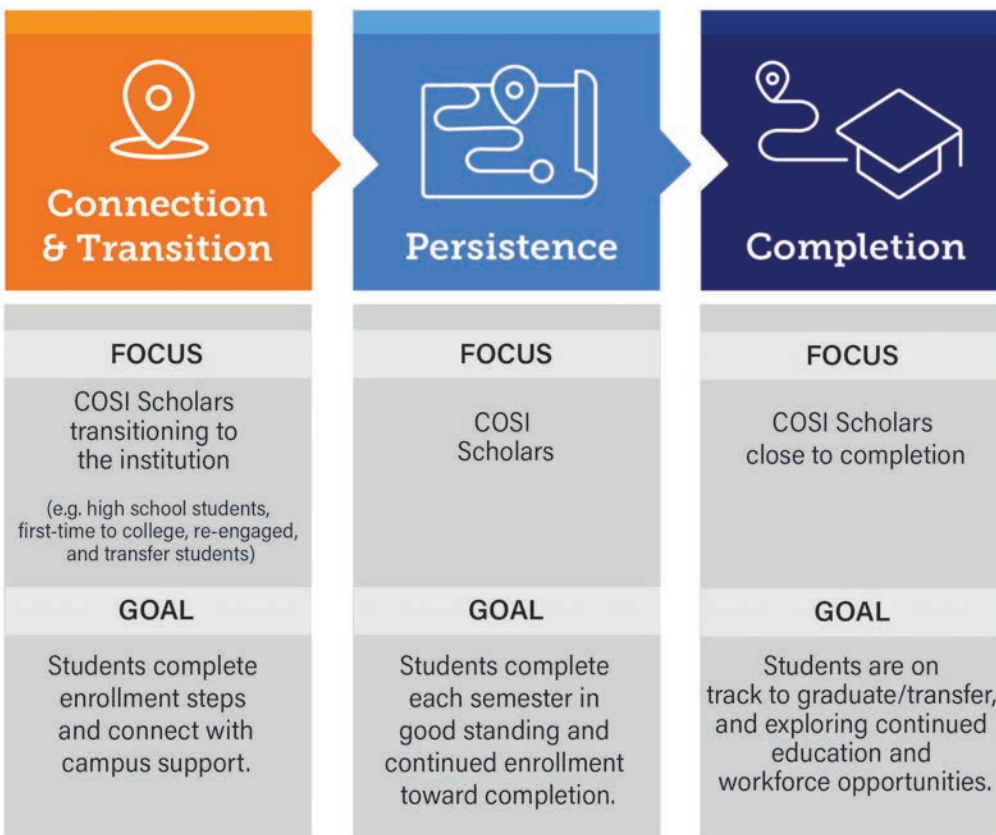 Connection
& Transition
FOCUS
COSI Scholars
transitioning to
the institution
(e.g. high school students,
first-time to college, re-engaged,
and transfer students)
GOAL
Students complete
enrollment steps
and connect with
campus support.
Persistence
FOCUS
COSI
Scholars
GOAL
Students complete
each semester in
good standing and
continued enrollment
toward completion.
Completion
FOCUS
COSI Scholars
close to completion
GOAL
Students are on
track to graduate/transfer,
and exploring continued
education and
workforce opportunities.